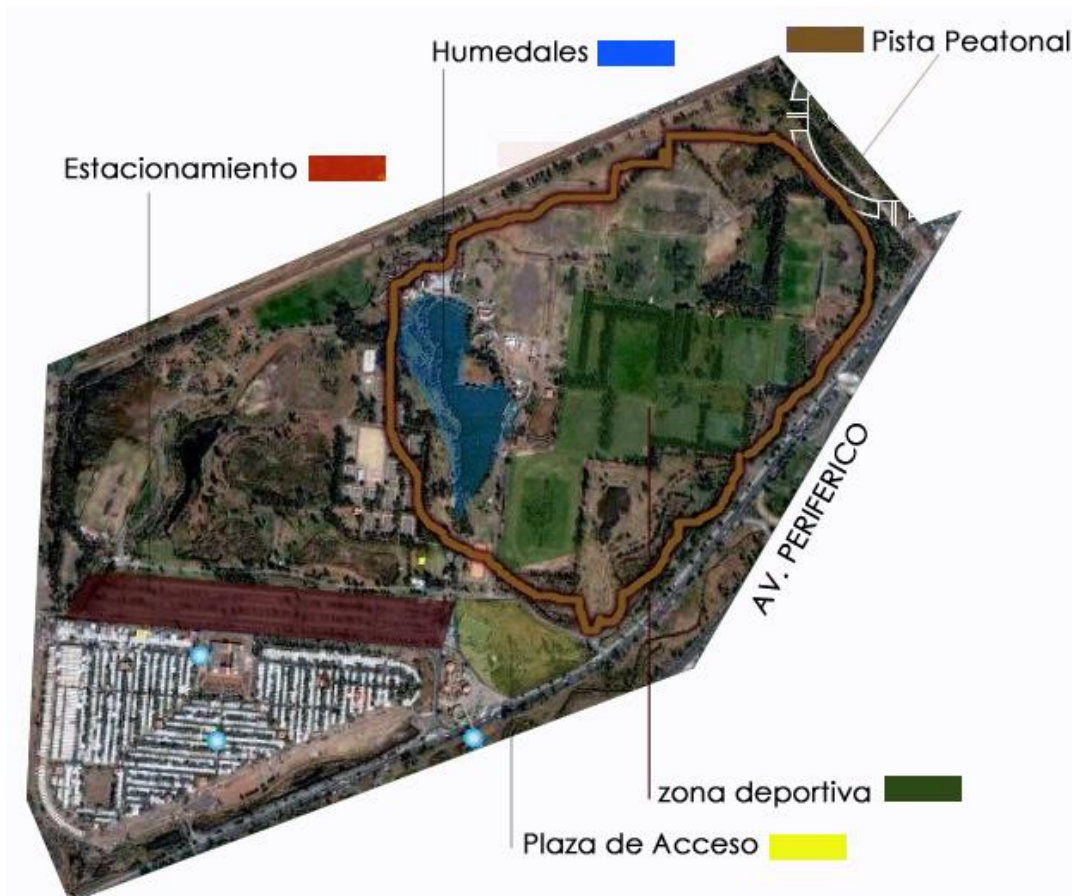 Pista Peatonal
Humedales
Estacionamiento
AV. PERIFERICO
zona deportiva
Plaza de Acceso